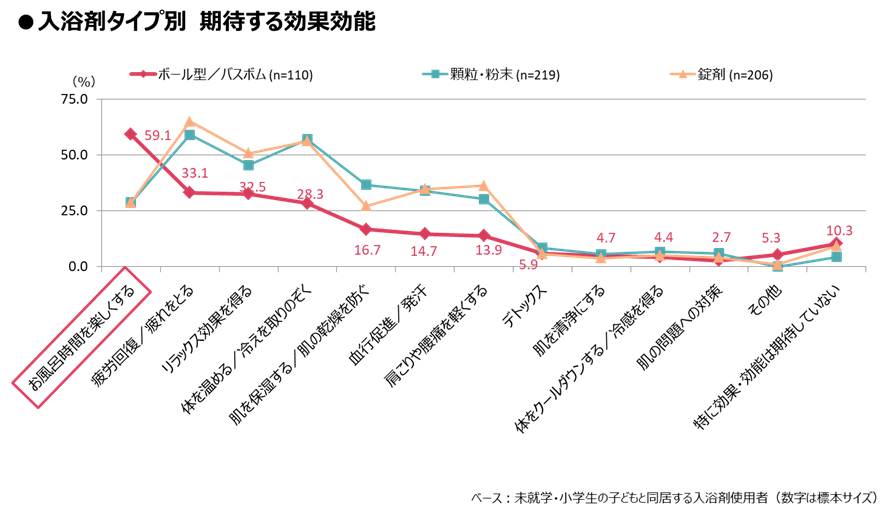 ●入浴剤タイプ別 期待する効果効能
ボール型／バスボム (n=110)
顆粒・粉末 (n=219)
錠剤 (n=206)
(%)
75.0
50.0
25.0
0.0
59.1
33.1
32.5
28.3
16.7
14.7
13.9
5.9
4.7
4.4
2.7
5.3
10.3
お風呂時間を楽しくする
疲労回復／疲れをとる
リラックス効果を得る
体を温める／冷えを取りのぞく
肌を保湿する／肌の乾燥を防ぐ
血行促進／発汗
肩こりや腰痛を軽くする
デトックス
肌を清浄にする
体をクールダウンする／冷感を得る
肌の問題への対策
その他
特に効果・効能は期待していない
ベース：未就学・小学生の子どもと同居する入浴剤使用者（数字は標本サイズ）